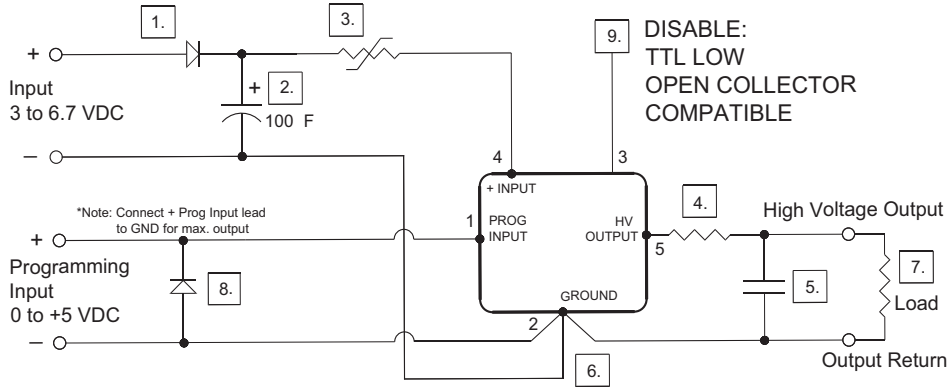 1.
3.
9.
DISABLE:
TTL LOW
OPEN COLLECTOR
COMPATIBLE
+
Input
3 to 6.7 VDC
–
+
2.
100 F
4
3
+ INPUT
*Note: Connect + Prog Input lead
to GND for max. output
1
PROG
INPUT
HV
OUTPUT
5
4.
High Voltage Output
+
Programming
Input
0 to +5 VDC
–
8.
GROUND
2
5.
7.
Load
6.
Output Return